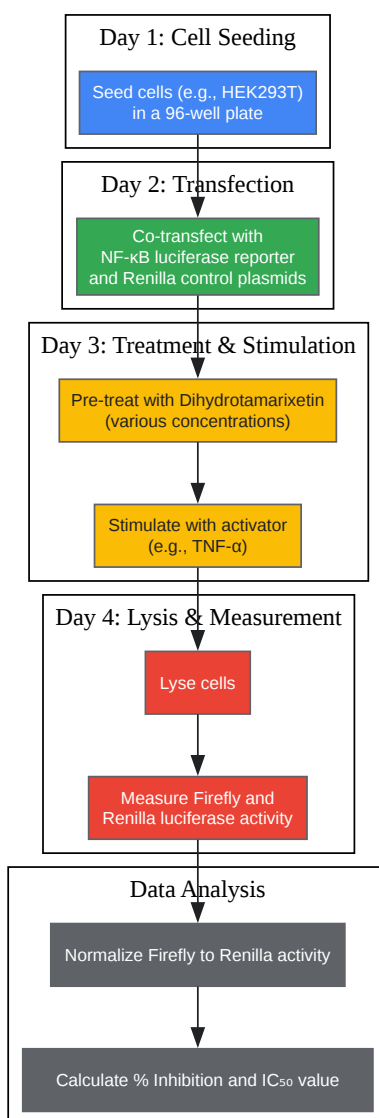 Day 1: Cell Seeding
Seed cells (e.g., HEK293T)
in a 96-well plate
Day 2: Transfection
Co-transfect with
NF-κB luciferase reporter
and Renilla control plasmids
Day 3: Treatment & Stimulation
Pre-treat with Dihydrotamarixetin
(various concentrations)
Stimulate with activator
(e.g., TNF-α)
Day 4: Lysis & Measurement
Lyse cells
Measure Firefly and
Renilla luciferase activity
Data Analysis
Normalize Firefly to Renilla activity
Calculate % Inhibition and IC₅₀ value